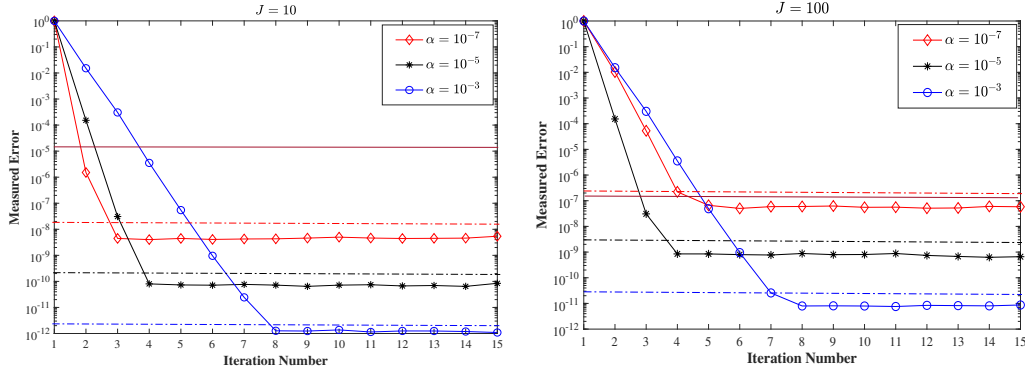 J = 10
10^0
10^-1
10^-2
10^-3
10^-4
10^-5
10^-6
10^-7
10^-8
10^-9
10^-10
10^-11
10^-12
Measured Error
α = 10^-7
α = 10^-5
α = 10^-3
1 2 3 4 5 6 7 8 9 10 11 12 13 14 15
Iteration Number
J = 100
10^0
10^-1
10^-2
10^-3
10^-4
10^-5
10^-6
10^-7
10^-8
10^-9
10^-10
10^-11
10^-12
Measured Error
α = 10^-7
α = 10^-5
α = 10^-3
1 2 3 4 5 6 7 8 9 10 11 12 13 14 15
Iteration Number